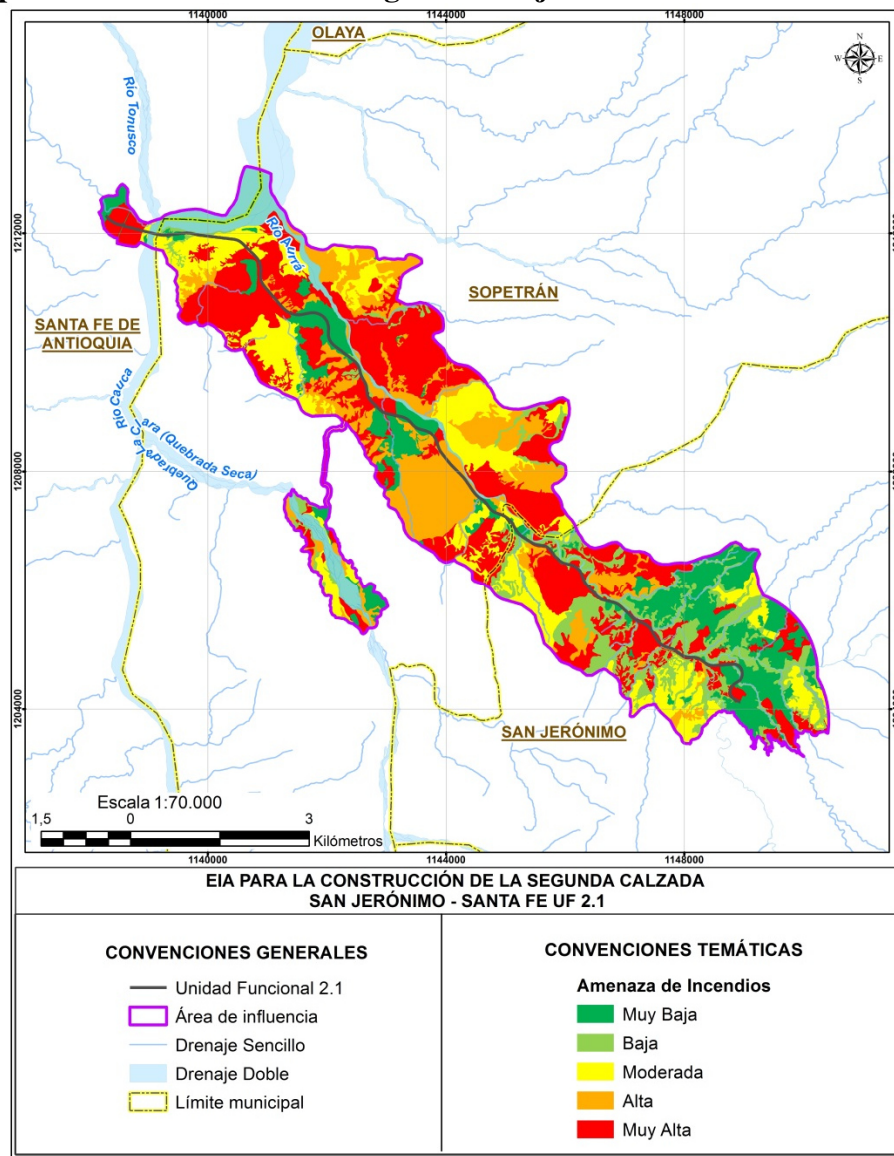 1140000
1144000
1148000
OLAYA
N
W
E
S
Río Tonusco
1212000
Río Aurrá
SOPETRÁN
SANTA FE DE
ANTIOQUIA
Río Cauca
Quebrada La C
ara (Quebrada Seca)
1208000
1204000
SAN JERÓNIMO
Escala 1:70.000
1,5 0 3
Kilómetros
1140000
1144000
1148000
EIA PARA LA CONSTRUCCIÓN DE LA SEGUNDA CALZADA
SAN JERÓNIMO - SANTA FE UF 2.1
CONVENCIONES GENERALES
Unidad Funcional 2.1
Área de influencia
Drenaje Sencillo
Drenaje Doble
Límite municipal
CONVENCIONES TEMÁTICAS
Amenaza de Incendios
Muy Baja
Baja
Moderada
Alta
Muy Alta